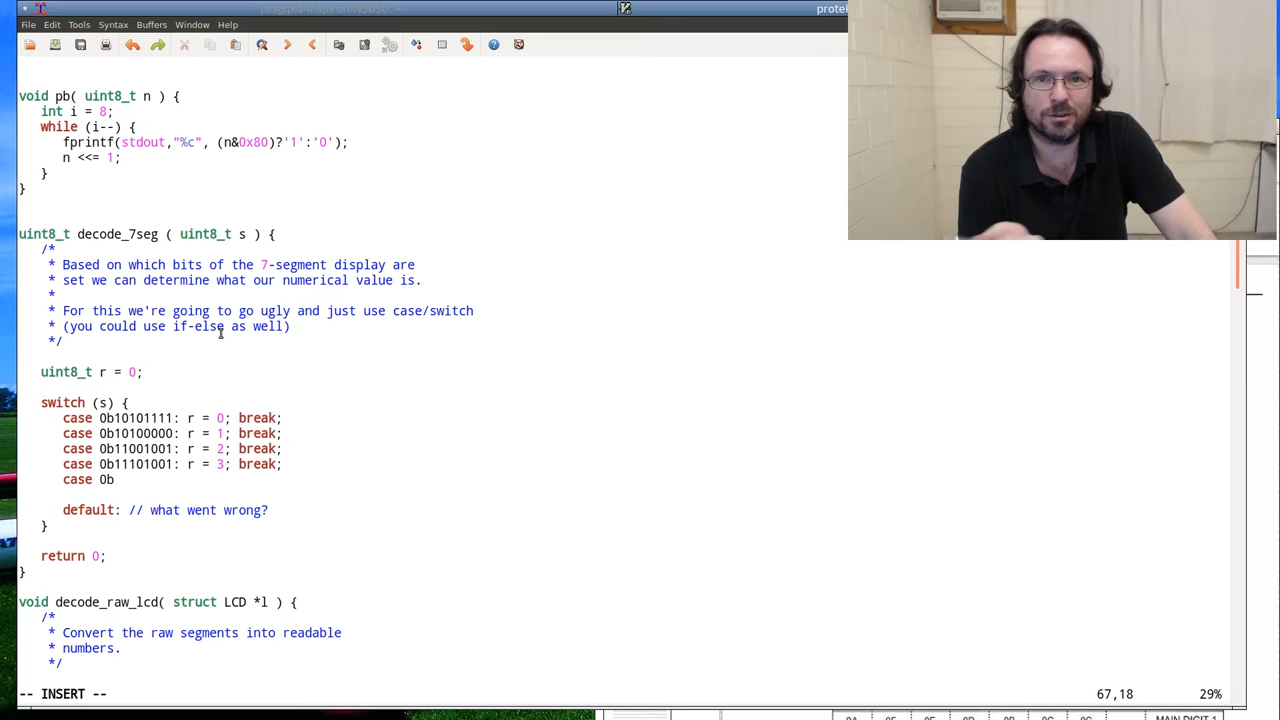 protek
File Edit Tools Syntax Buffers Window Help
void pb( uint8_t n ) {
int i = 8;
while (i--) {
fprintf(stdout,"%c", (n&0x80)?'1':'0');
n <<= 1;
}
}
uint8_t decode_7seg ( uint8_t s ) {
/*
* Based on which bits of the 7-segment display are
* set we can determine what our numerical value is.
*
* For this we're going to go ugly and just use case/switch
* (you could use if-else as well)
*/
uint8_t r = 0;
switch (s) {
case 0b10101111: r = 0; break;
case 0b10100000: r = 1; break;
case 0b11001001: r = 2; break;
case 0b11101001: r = 3; break;
case 0b
default: // what went wrong?
}
return 0;
}
void decode_raw_lcd( struct LCD *l ) {
/*
* Convert the raw segments into readable
* numbers.
*/
-- INSERT -- 67,18 29%
MAIN DIGIT 1